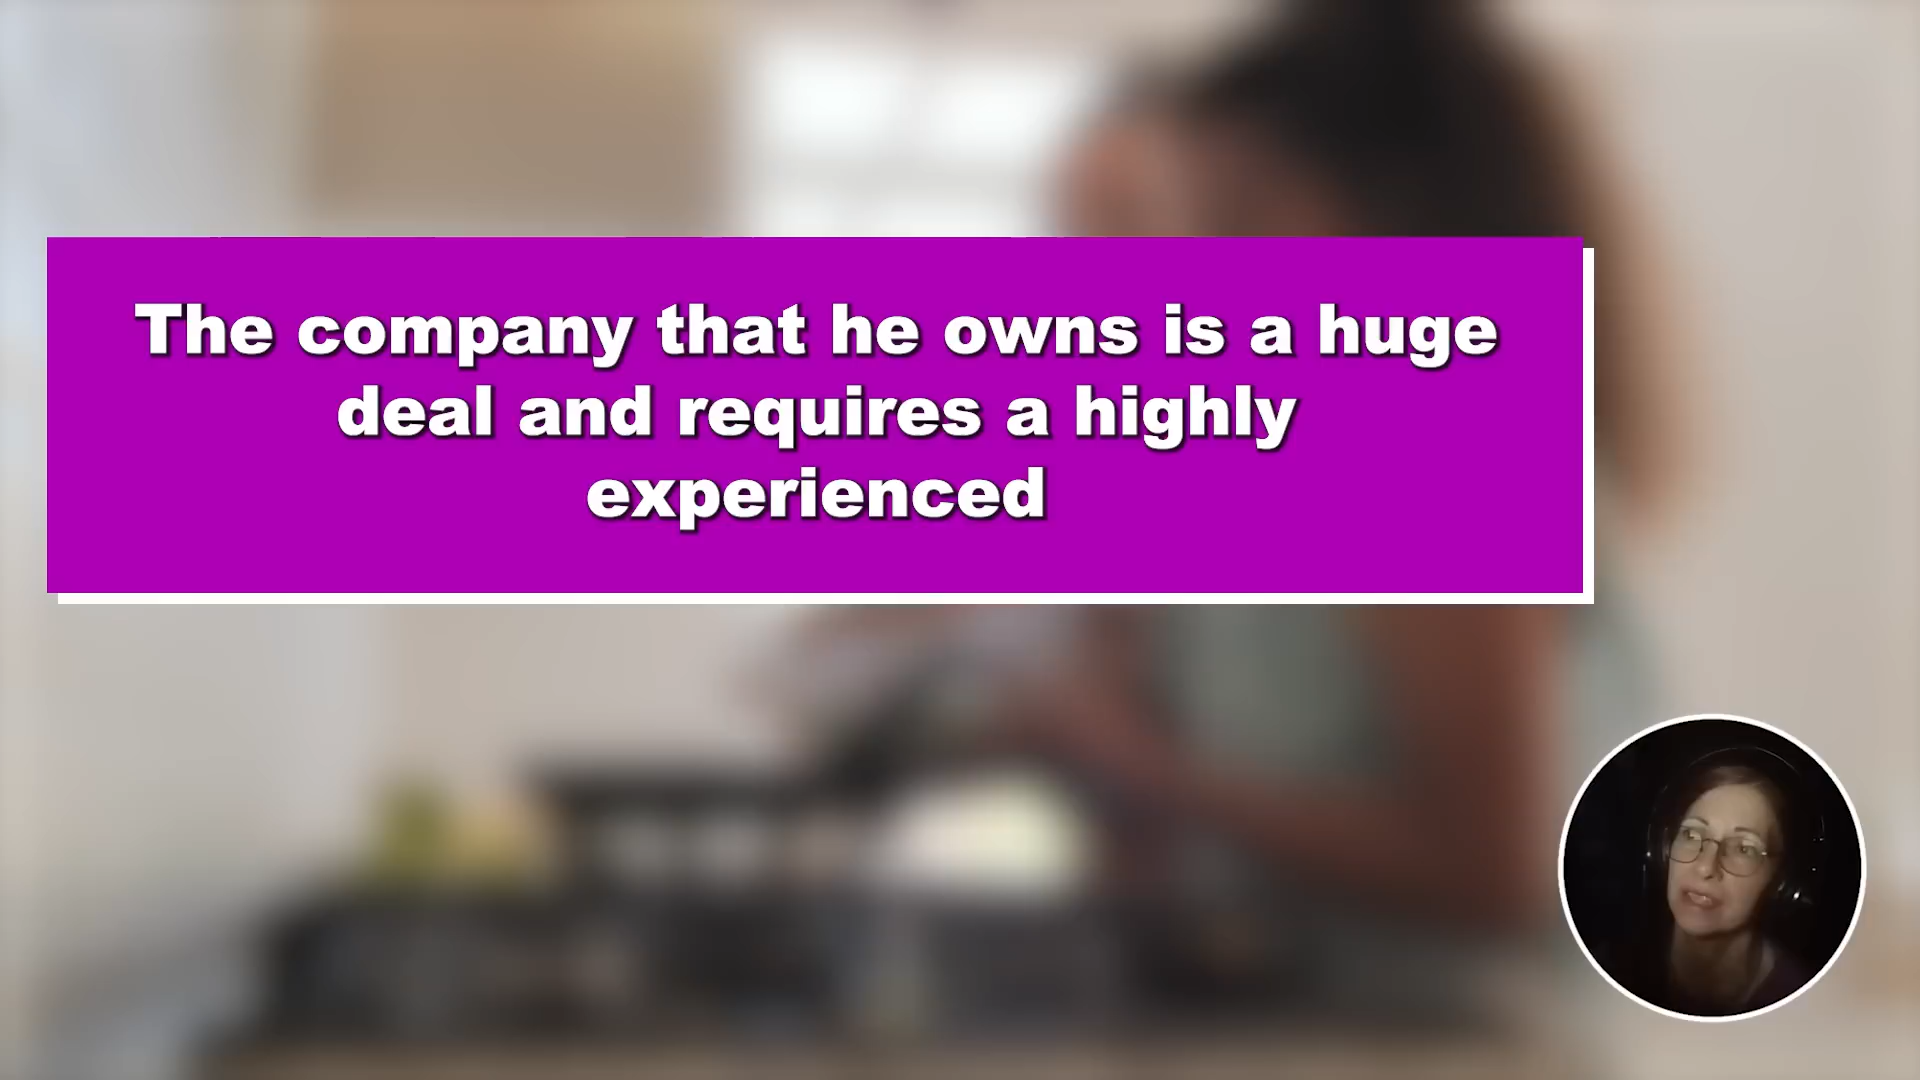 The company that he owns is a huge
deal and requires a highly
experienced